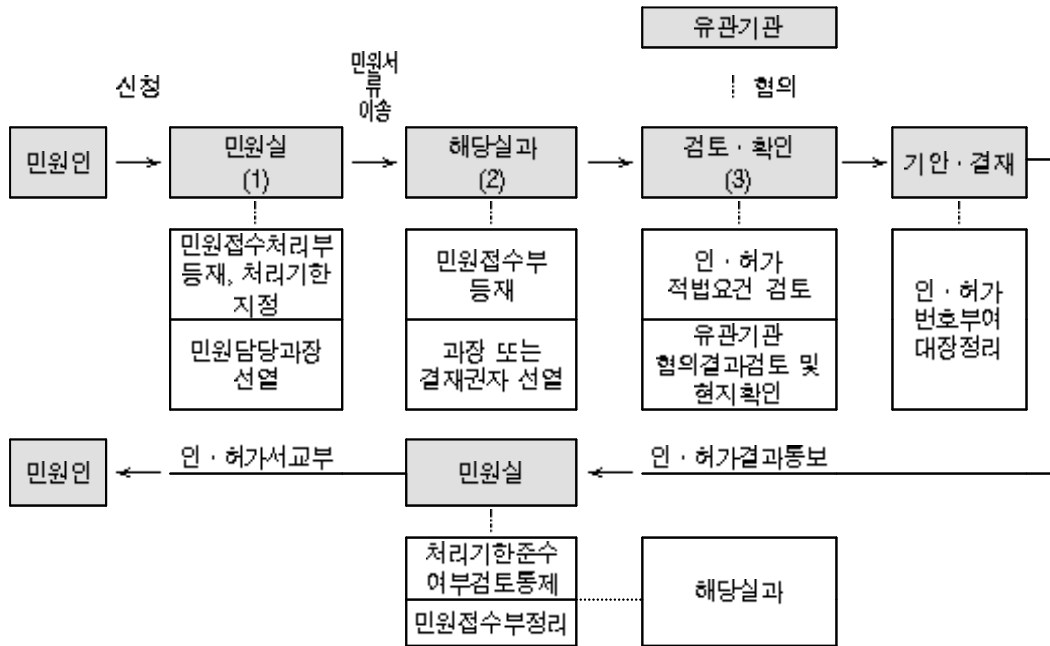 유관기관
신청
민원서
류
이송
혐의
민원인
민원실
(1)
해당실과
(2)
검토·확인
(3)
기안·결재
민원접수처리부
등재, 처리기한
지정
민원담당과장
선열
민원접수부
등재
과장 또는
결재권자 선열
인·허가
적법요건 검토
유관기관
혐의결과검토 및
현지확인
인·허가
번호부여
대장정리
민원인
인·허가서교부
민원실
인·허가결과통보
처리기한준수
여부검토통제
민원접수부정리
해당실과